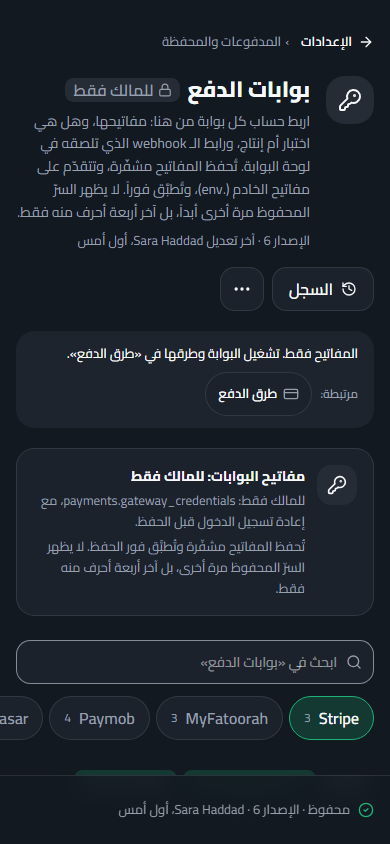 الإعدادات › المدفوعات والمحفظة
بوابات الدفع للمالك فقط
اربط حساب كل بوابة من هنا: مفاتيحها، وهل هي
اختبار أم إنتاج، ورابط الـ webhook الذي تلصقه في
لوحة البوابة. تُحفظ المفاتيح مشفّرة، وتتقدّم على
مفاتيح الخادم (.env)، وتُطبَّق فوراً. لا يظهر السرّ
المحفوظ مرة أخرى أبداً، بل آخر أربعة أحرف منه فقط.
الإصدار 6 · آخر تعديل Sara Haddad، أول أمس
السجل
المفاتيح فقط. تشغيل البوابة وطرقها في «طرق الدفع».
مرتبطة: طرق الدفع
مفاتيح البوابات: للمالك فقط
للمالك فقط: payments.gateway_credentials، مع
إعادة تسجيل الدخول قبل الحفظ.
تُحفظ المفاتيح مشفّرة وتُطبَّق فور الحفظ. لا يظهر
السرّ المحفوظ مرة أخرى، بل آخر أربعة أحرف منه
فقط.
ابحث في «بوابات الدفع»
Stripe 3 MyFatoorah 3 Paymob 4 asar
محفوظ · الإصدار 6 · Sara Haddad، أول أمس